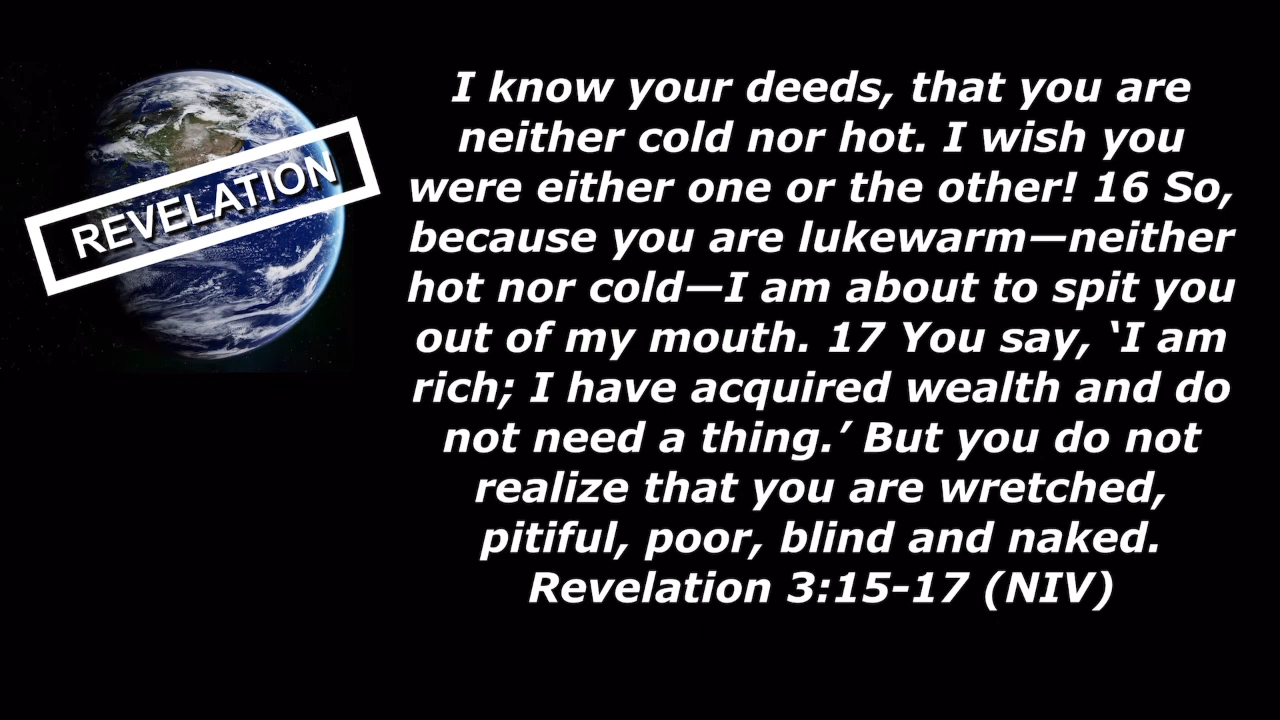 REVELATION
I know your deeds, that you are
neither cold nor hot. I wish you
were either one or the other! 16 So,
because you are lukewarm—neither
hot nor cold—I am about to spit you
out of my mouth. 17 You say, ‘I am
rich; I have acquired wealth and do
not need a thing.’ But you do not
realize that you are wretched,
pitiful, poor, blind and naked.
Revelation 3:15-17 (NIV)